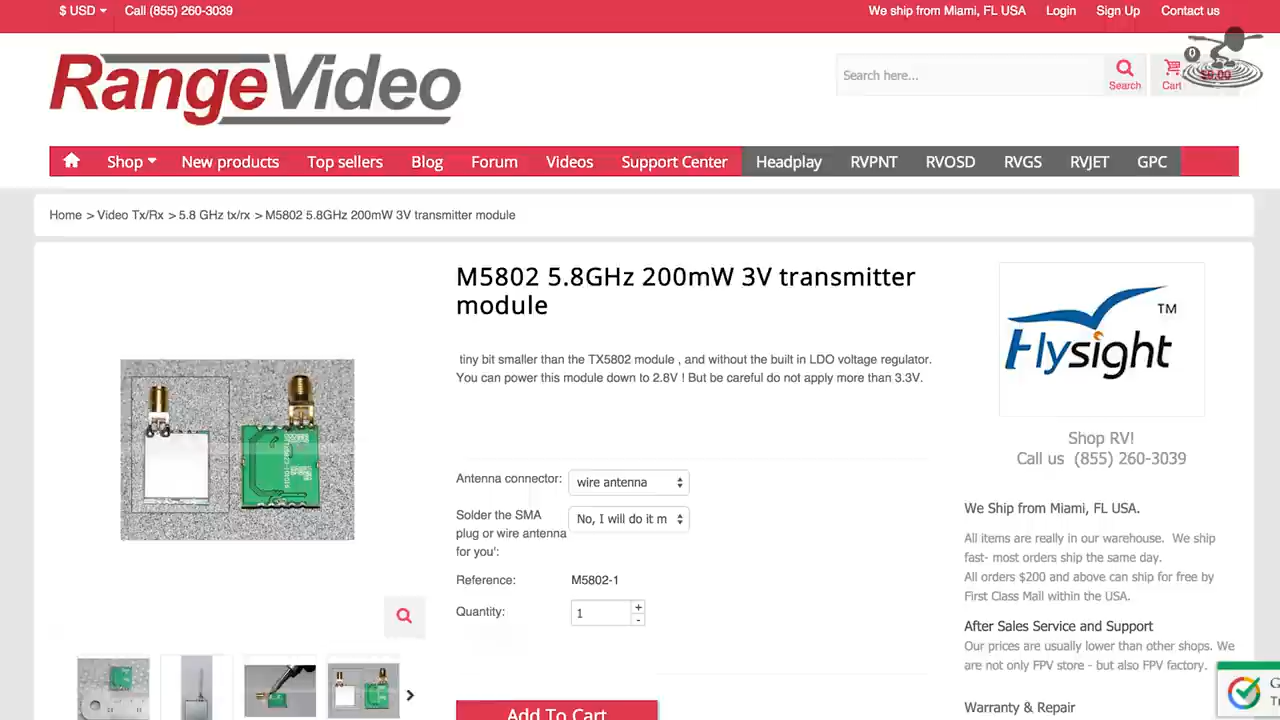 $ USD
Call (855) 260-3039
We ship from Miami, FL USA
Login
Sign Up
Contact us
RangeVideo
Search here...
Search
0
Cart
$0.00
Shop
New products
Top sellers
Blog
Forum
Videos
Support Center
Headplay
RVPNT
RVOSD
RVGS
RVJET
GPC
Home > Video Tx/Rx > 5.8 GHz tx/rx > M5802 5.8GHz 200mW 3V transmitter module
M5802 5.8GHz 200mW 3V transmitter
module
tiny bit smaller than the TX5802 module , and without the built in LDO voltage regulator.
You can power this module down to 2.8V ! But be careful do not apply more than 3.3V.
Antenna connector:
wire antenna
Solder the SMA
plug or wire antenna
for you':
No, I will do it m
Reference:
M5802-1
Quantity:
1
+
-
Add To Cart
Flysight TM
Shop RV!
Call us (855) 260-3039
We Ship from Miami, FL USA.
All items are really in our warehouse. We ship
fast- most orders ship the same day.
All orders $200 and above can ship for free by
First Class Mail within the USA.
After Sales Service and Support
Our prices are usually lower than other shops. We
are not only FPV store - but also FPV factory.
Warranty & Repair